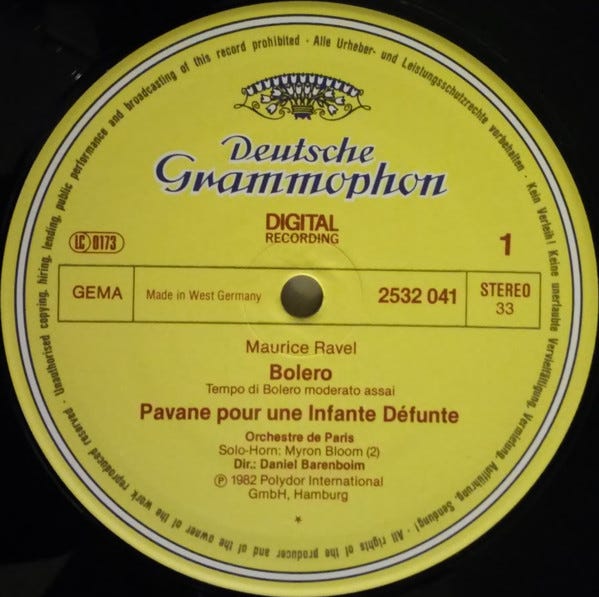 Unauthorised copying, hiring, lending, public performance and broadcasting of this record prohibited · Alle Urheber- und Leistungsschutzrechte vorbehalten · Kein Verleih! Keine unerlaubte Vervielfältigung, Vermietung, Aufführung, Sendung! · All rights of the producer and of the owner of the work reproduced reserved ·
Deutsche
Grammophon
DIGITAL
RECORDING
LC 0173
1
GEMA
Made in West Germany
2532 041
STEREO
33
Maurice Ravel
Bolero
Tempo di Bolero moderato assai
Pavane pour une Infante Défunte
Orchestre de Paris
Solo-Horn: Myron Bloom (2)
Dir.: Daniel Barenboim
Ⓟ 1982 Polydor International
GmbH, Hamburg
*